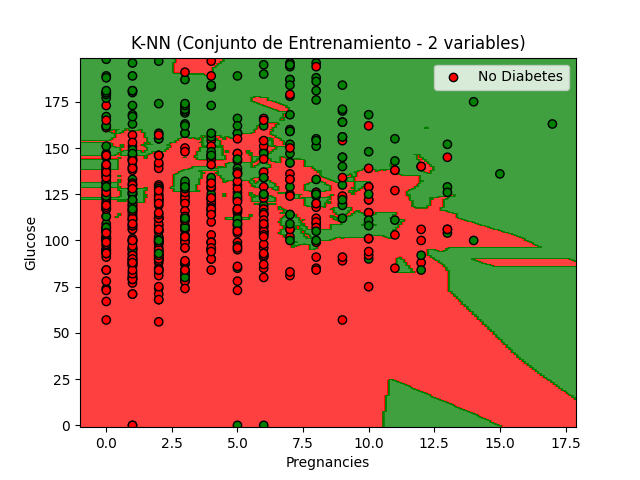 K-NN (Conjunto de Entrenamiento - 2 variables)
No Diabetes
175
150
125
100
75
50
25
0
Glucose
0.0 2.5 5.0 7.5 10.0 12.5 15.0 17.5
Pregnancies